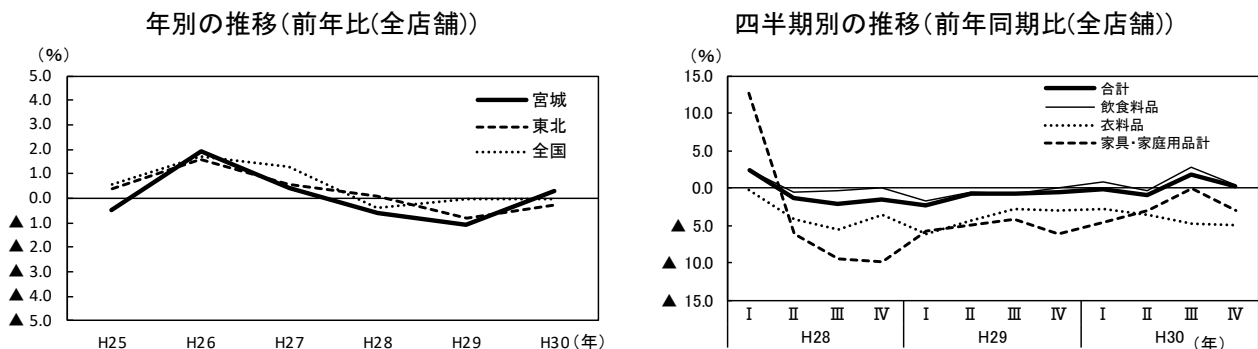 年別の推移(前年比(全店舗))
(%)
5.0
4.0
3.0
2.0
1.0
0.0
▲ 1.0
▲ 2.0
▲ 3.0
▲ 4.0
▲ 5.0
宮城
東北
全国
H25 H26 H27 H28 H29 H30(年)
四半期別の推移(前年同期比(全店舗))
(%)
15.0
10.0
5.0
0.0
▲ 5.0
▲ 10.0
▲ 15.0
合計
飲食料品
衣料品
家具・家庭用品計
Ⅰ Ⅱ Ⅲ Ⅳ Ⅰ Ⅱ Ⅲ Ⅳ Ⅰ Ⅱ Ⅲ Ⅳ
H28 H29 H30 (年)